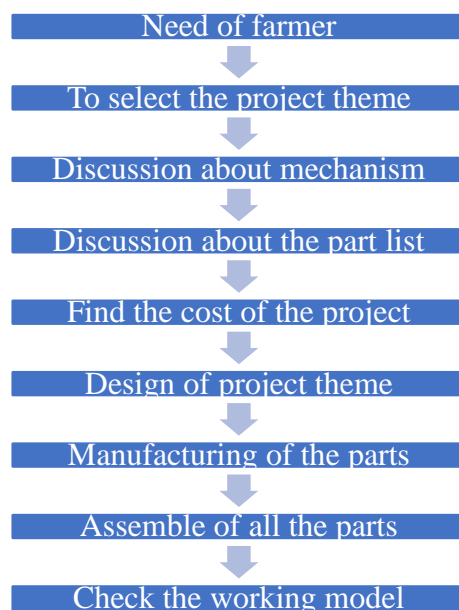 Need of farmer
To select the project theme
Discussion about mechanism
Discussion about the part list
Find the cost of the project
Design of project theme
Manufacturing of the parts
Assemble of all the parts
Check the working model